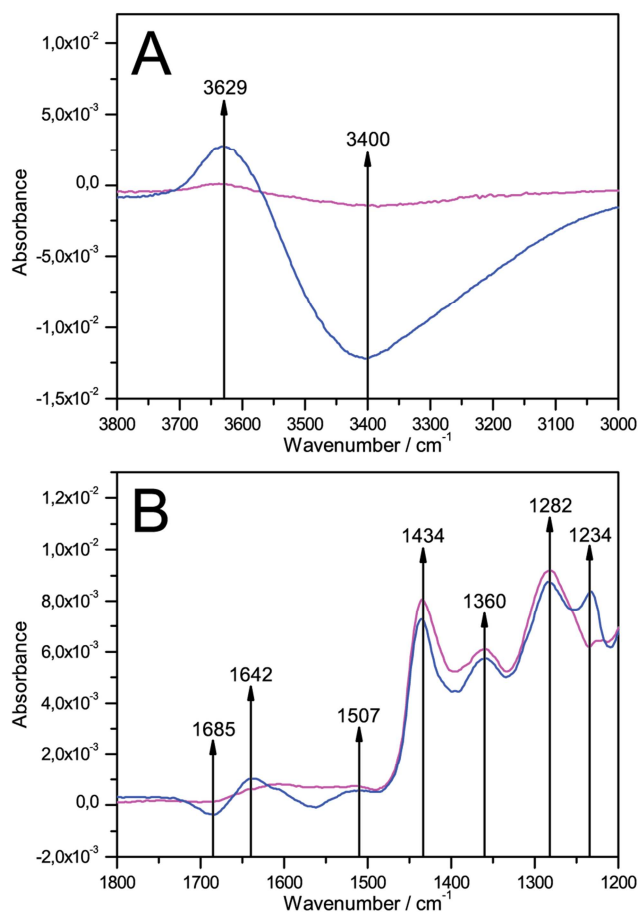 A
3629
3400
1,0x10⁻²
5,0x10⁻³
0,0
-5,0x10⁻³
-1,0x10⁻²
-1,5x10⁻²
Absorbance
3800 3700 3600 3500 3400 3300 3200 3100 3000
Wavenumber / cm⁻¹
B
1685
1642
1507
1434
1360
1282
1234
1,2x10⁻²
1,0x10⁻²
8,0x10⁻³
6,0x10⁻³
4,0x10⁻³
2,0x10⁻³
0,0
-2,0x10⁻³
Absorbance
1800 1700 1600 1500 1400 1300 1200
Wavenumber / cm⁻¹